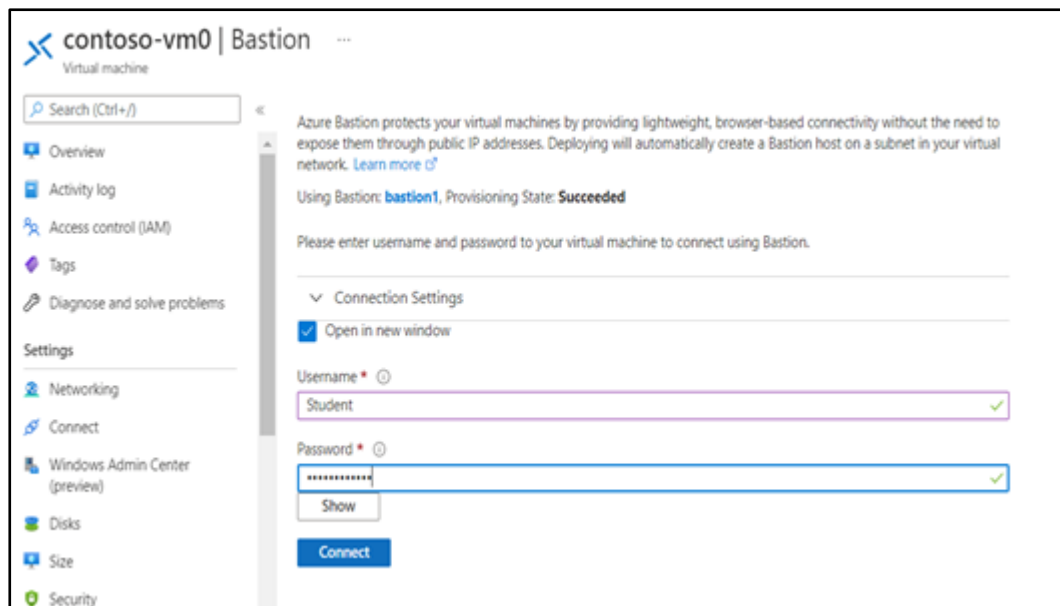 contoso-vm0 | Bastion ...
Virtual machine
Search (Ctrl+/)
Overview
Activity log
Access control (IAM)
Tags
Diagnose and solve problems
Settings
Networking
Connect
Windows Admin Center
(preview)
Disks
Size
Security
Azure Bastion protects your virtual machines by providing lightweight, browser-based connectivity without the need to
expose them through public IP addresses. Deploying will automatically create a Bastion host on a subnet in your virtual
network. Learn more
Using Bastion: bastion1, Provisioning State: Succeeded
Please enter username and password to your virtual machine to connect using Bastion.
Connection Settings
Open in new window
Username *
Student
Password *
••••••••••••
Show
Connect